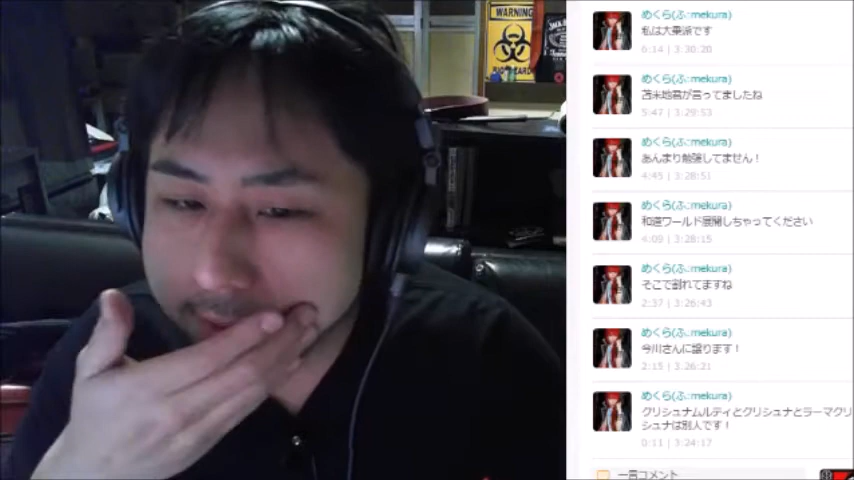 WARNING
めくら(ふ:mekura)
私は大乗派です
6:14 | 3:30:20
めくら(ふ:mekura)
苫米地君が言ってましたね
5:47 | 3:29:53
めくら(ふ:mekura)
あんまり勉強してません！
4:45 | 3:28:51
めくら(ふ:mekura)
和道ワールド展開しちゃってください
4:09 | 3:28:15
めくら(ふ:mekura)
そこで割れてますね
2:37 | 3:26:43
めくら(ふ:mekura)
今川さんに譲ります！
2:15 | 3:26:21
めくら(ふ:mekura)
クリシュナムルティとクリシュナとラーマクリ
シュナは別人です！
0:11 | 3:24:17
一言コメント